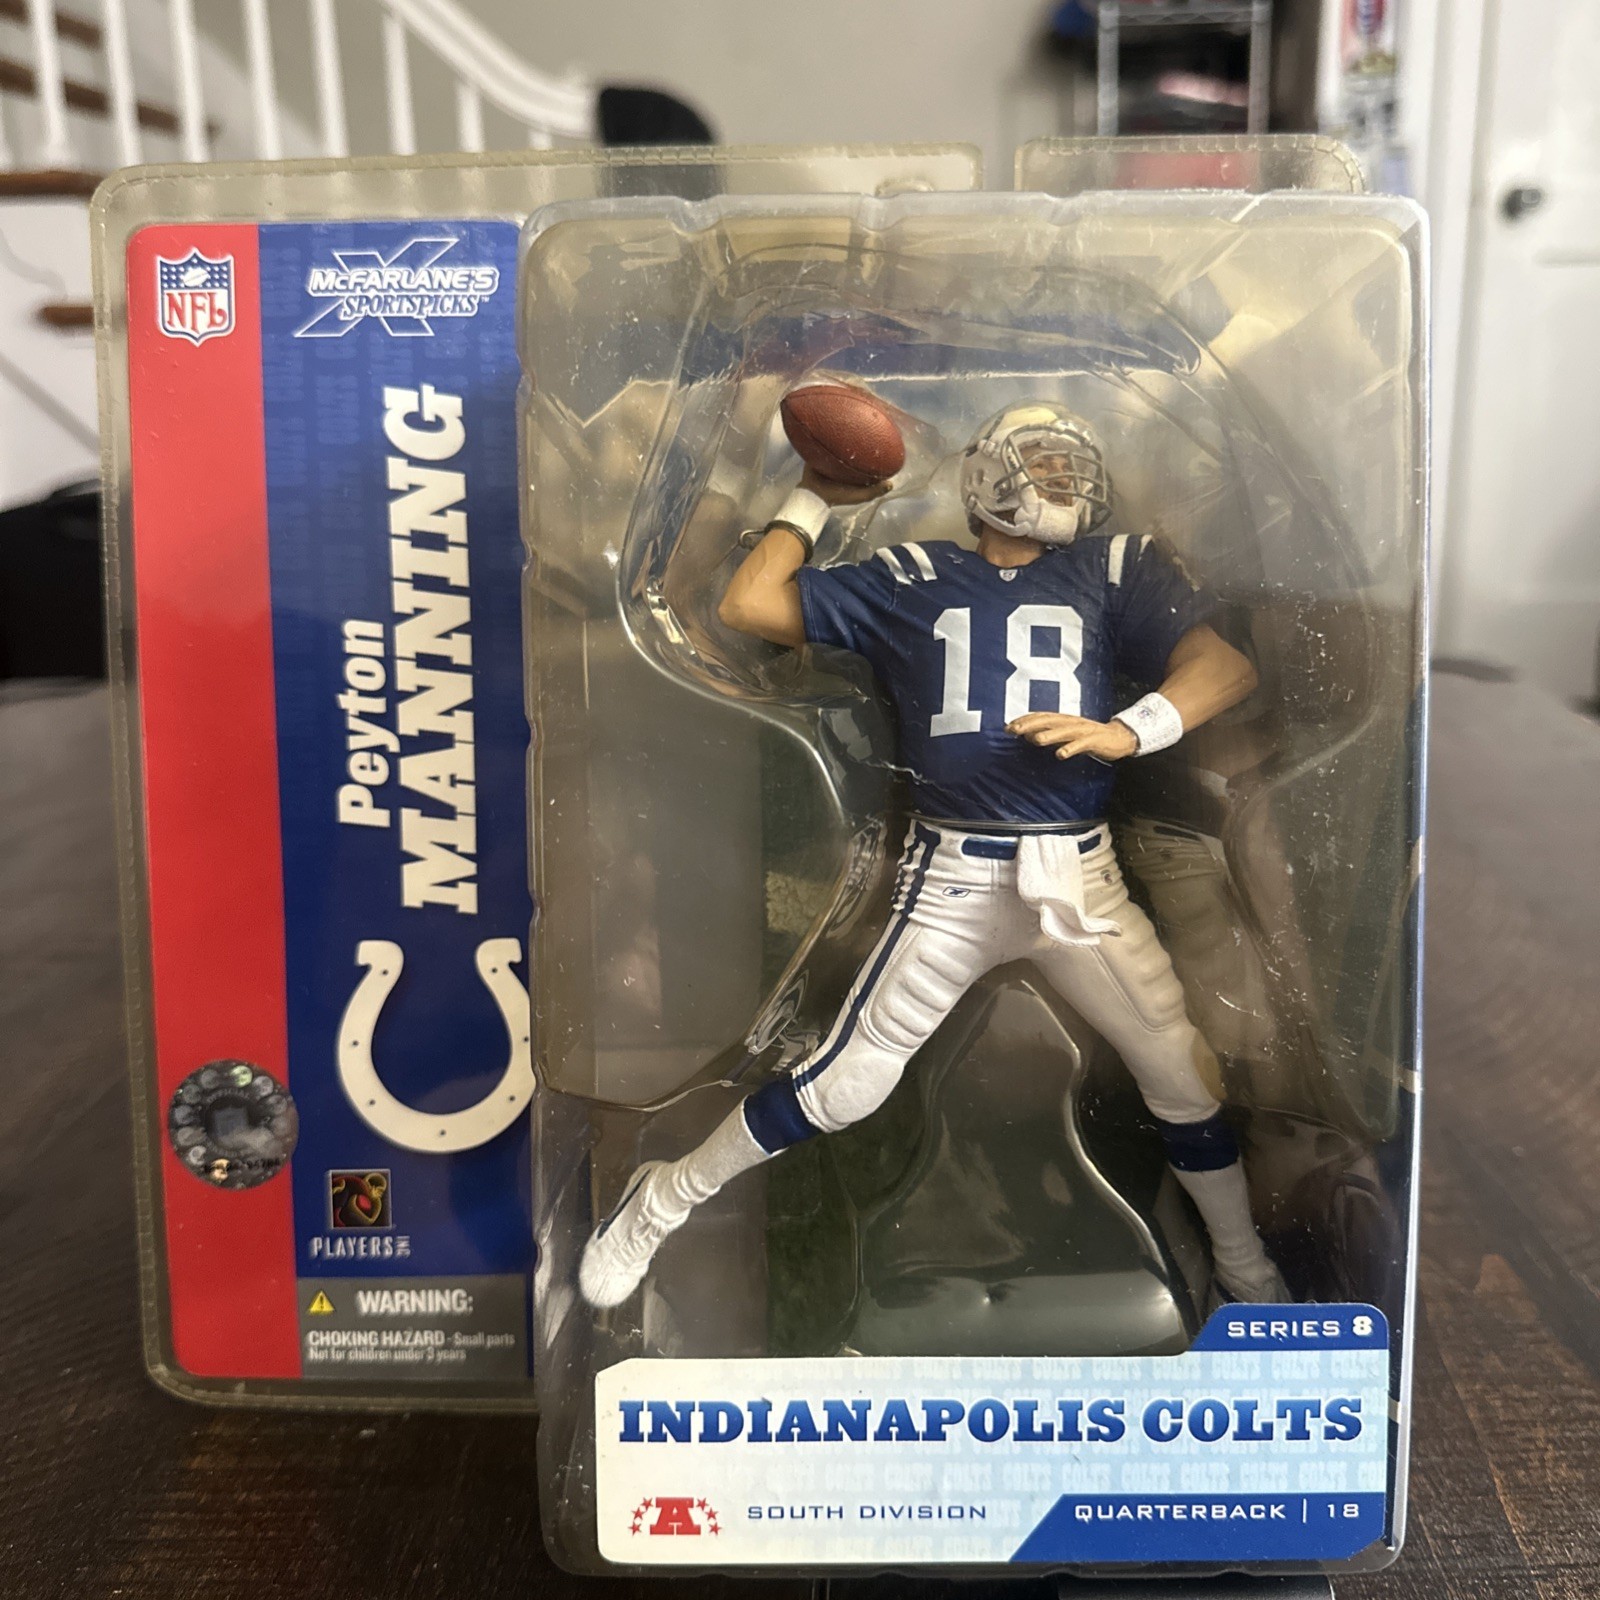 NFL
McFARLANE'S
SPORTSPICKS™
Peyton
MANNING
18
PLAYERS INC
WARNING:
CHOKING HAZARD - Small parts
Not for children under 3 years
SERIES 8
INDIANAPOLIS COLTS
A SOUTH DIVISION
QUARTERBACK | 18